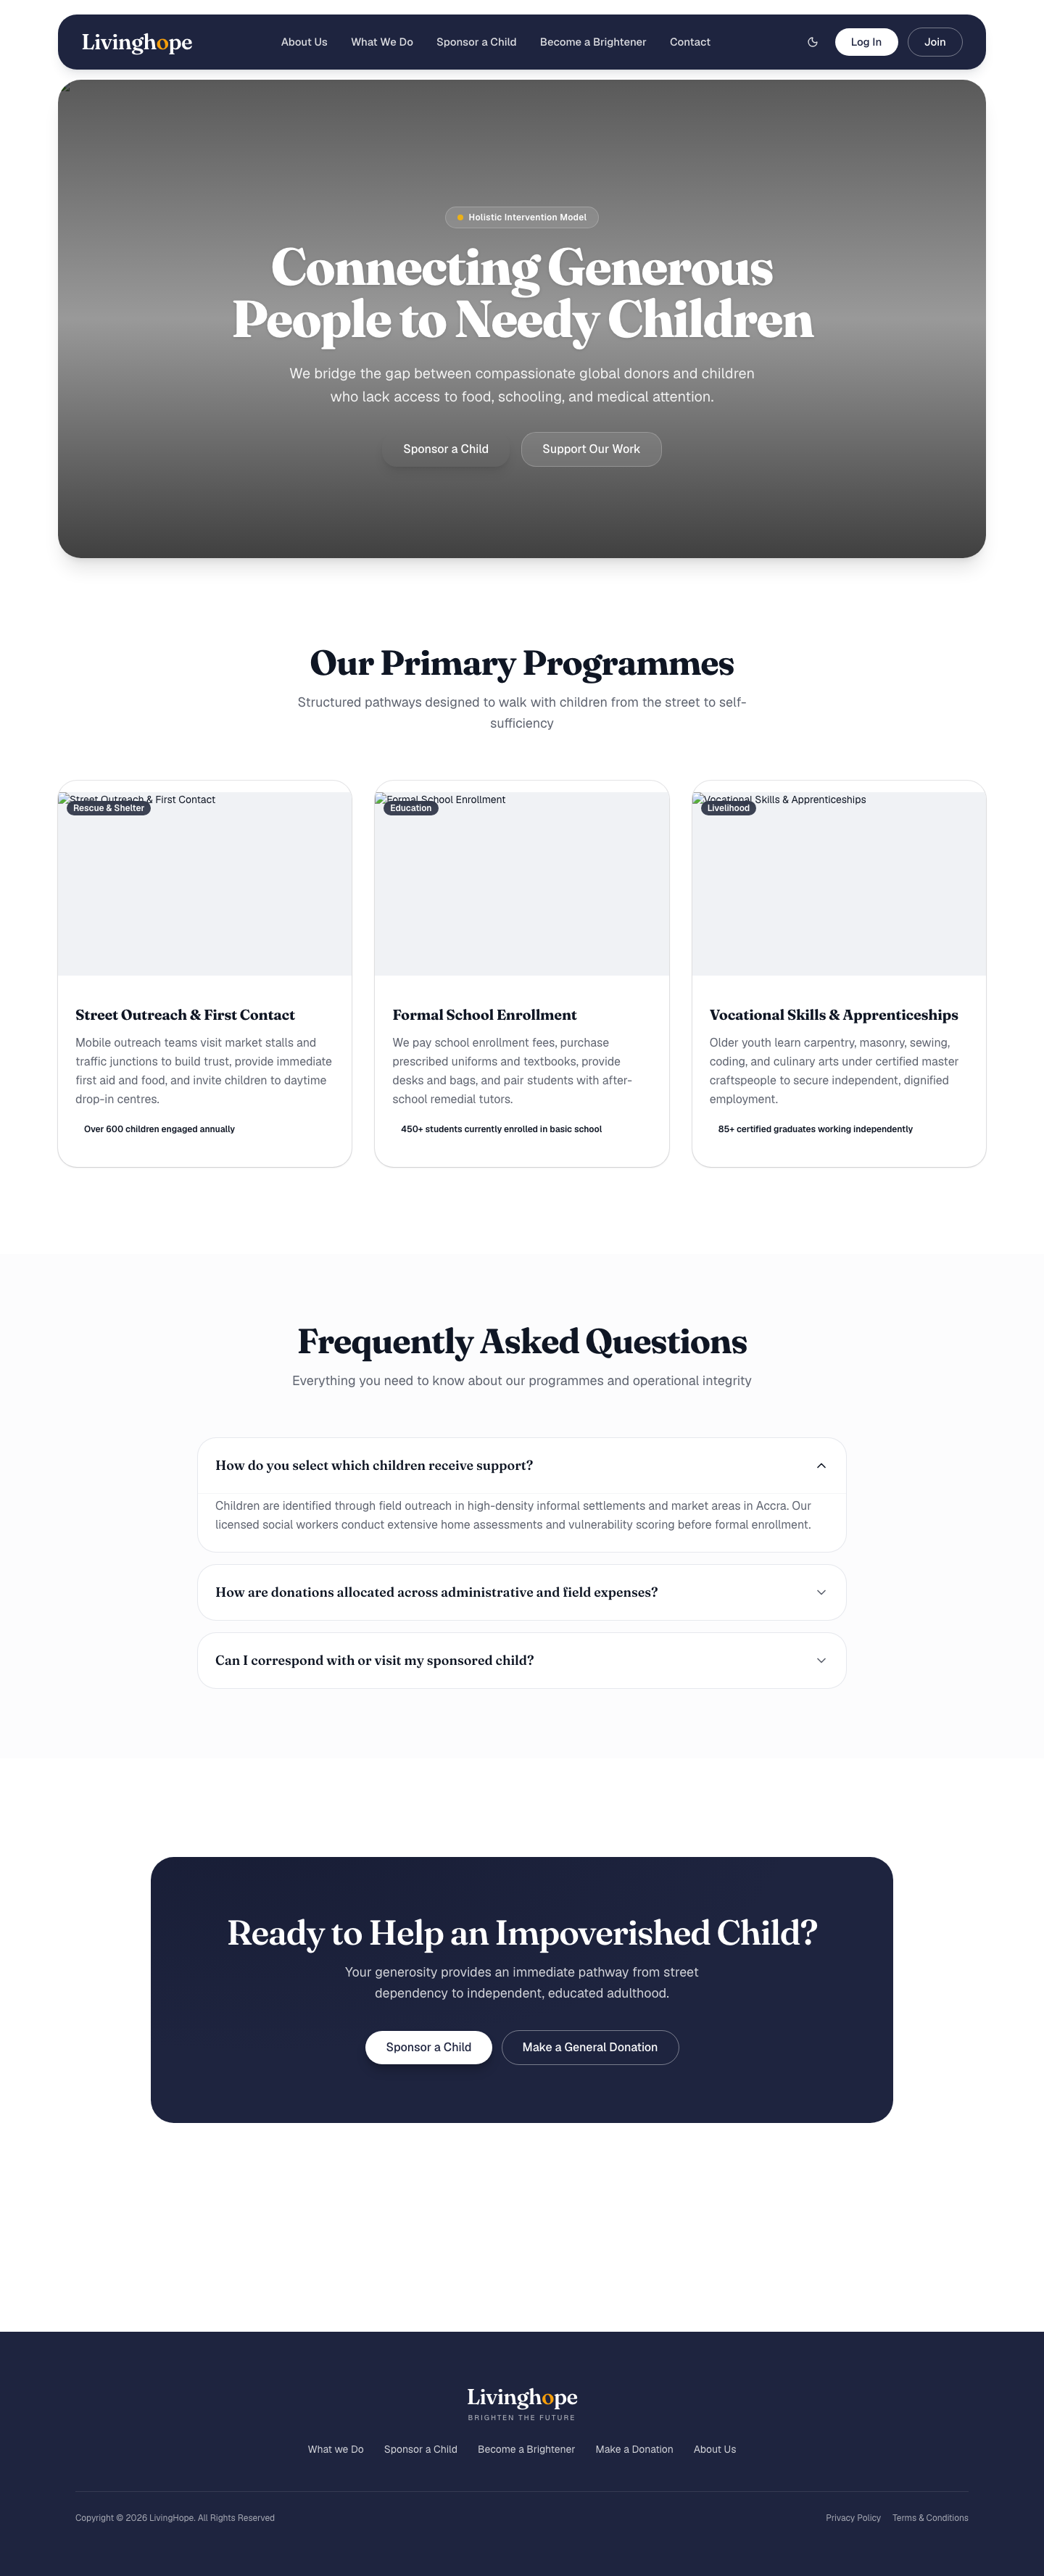 Livinghope
About Us
What We Do
Sponsor a Child
Become a Brightener
Contact
Log In
Join
Holistic Intervention Model
Connecting Generous
People to Needy Children
We bridge the gap between compassionate global donors and children
who lack access to food, schooling, and medical attention.
Sponsor a Child
Support Our Work
Our Primary Programmes
Structured pathways designed to walk with children from the street to self-
sufficiency
Street Outreach & First Contact
Rescue & Shelter
Street Outreach & First Contact
Mobile outreach teams visit market stalls and
traffic junctions to build trust, provide immediate
first aid and food, and invite children to daytime
drop-in centres.
Over 600 children engaged annually
Formal School Enrollment
Education
Formal School Enrollment
We pay school enrollment fees, purchase
prescribed uniforms and textbooks, provide
desks and bags, and pair students with after-
school remedial tutors.
450+ students currently enrolled in basic school
Vocational Skills & Apprenticeships
Livelihood
Vocational Skills & Apprenticeships
Older youth learn carpentry, masonry, sewing,
coding, and culinary arts under certified master
craftspeople to secure independent, dignified
employment.
85+ certified graduates working independently
Frequently Asked Questions
Everything you need to know about our programmes and operational integrity
How do you select which children receive support?
Children are identified through field outreach in high-density informal settlements and market areas in Accra. Our
licensed social workers conduct extensive home assessments and vulnerability scoring before formal enrollment.
How are donations allocated across administrative and field expenses?
Can I correspond with or visit my sponsored child?
Ready to Help an Impoverished Child?
Your generosity provides an immediate pathway from street
dependency to independent, educated adulthood.
Sponsor a Child
Make a General Donation
Livinghope
BRIGHTEN THE FUTURE
What we Do
Sponsor a Child
Become a Brightener
Make a Donation
About Us
Copyright © 2026 LivingHope. All Rights Reserved
Privacy Policy
Terms & Conditions